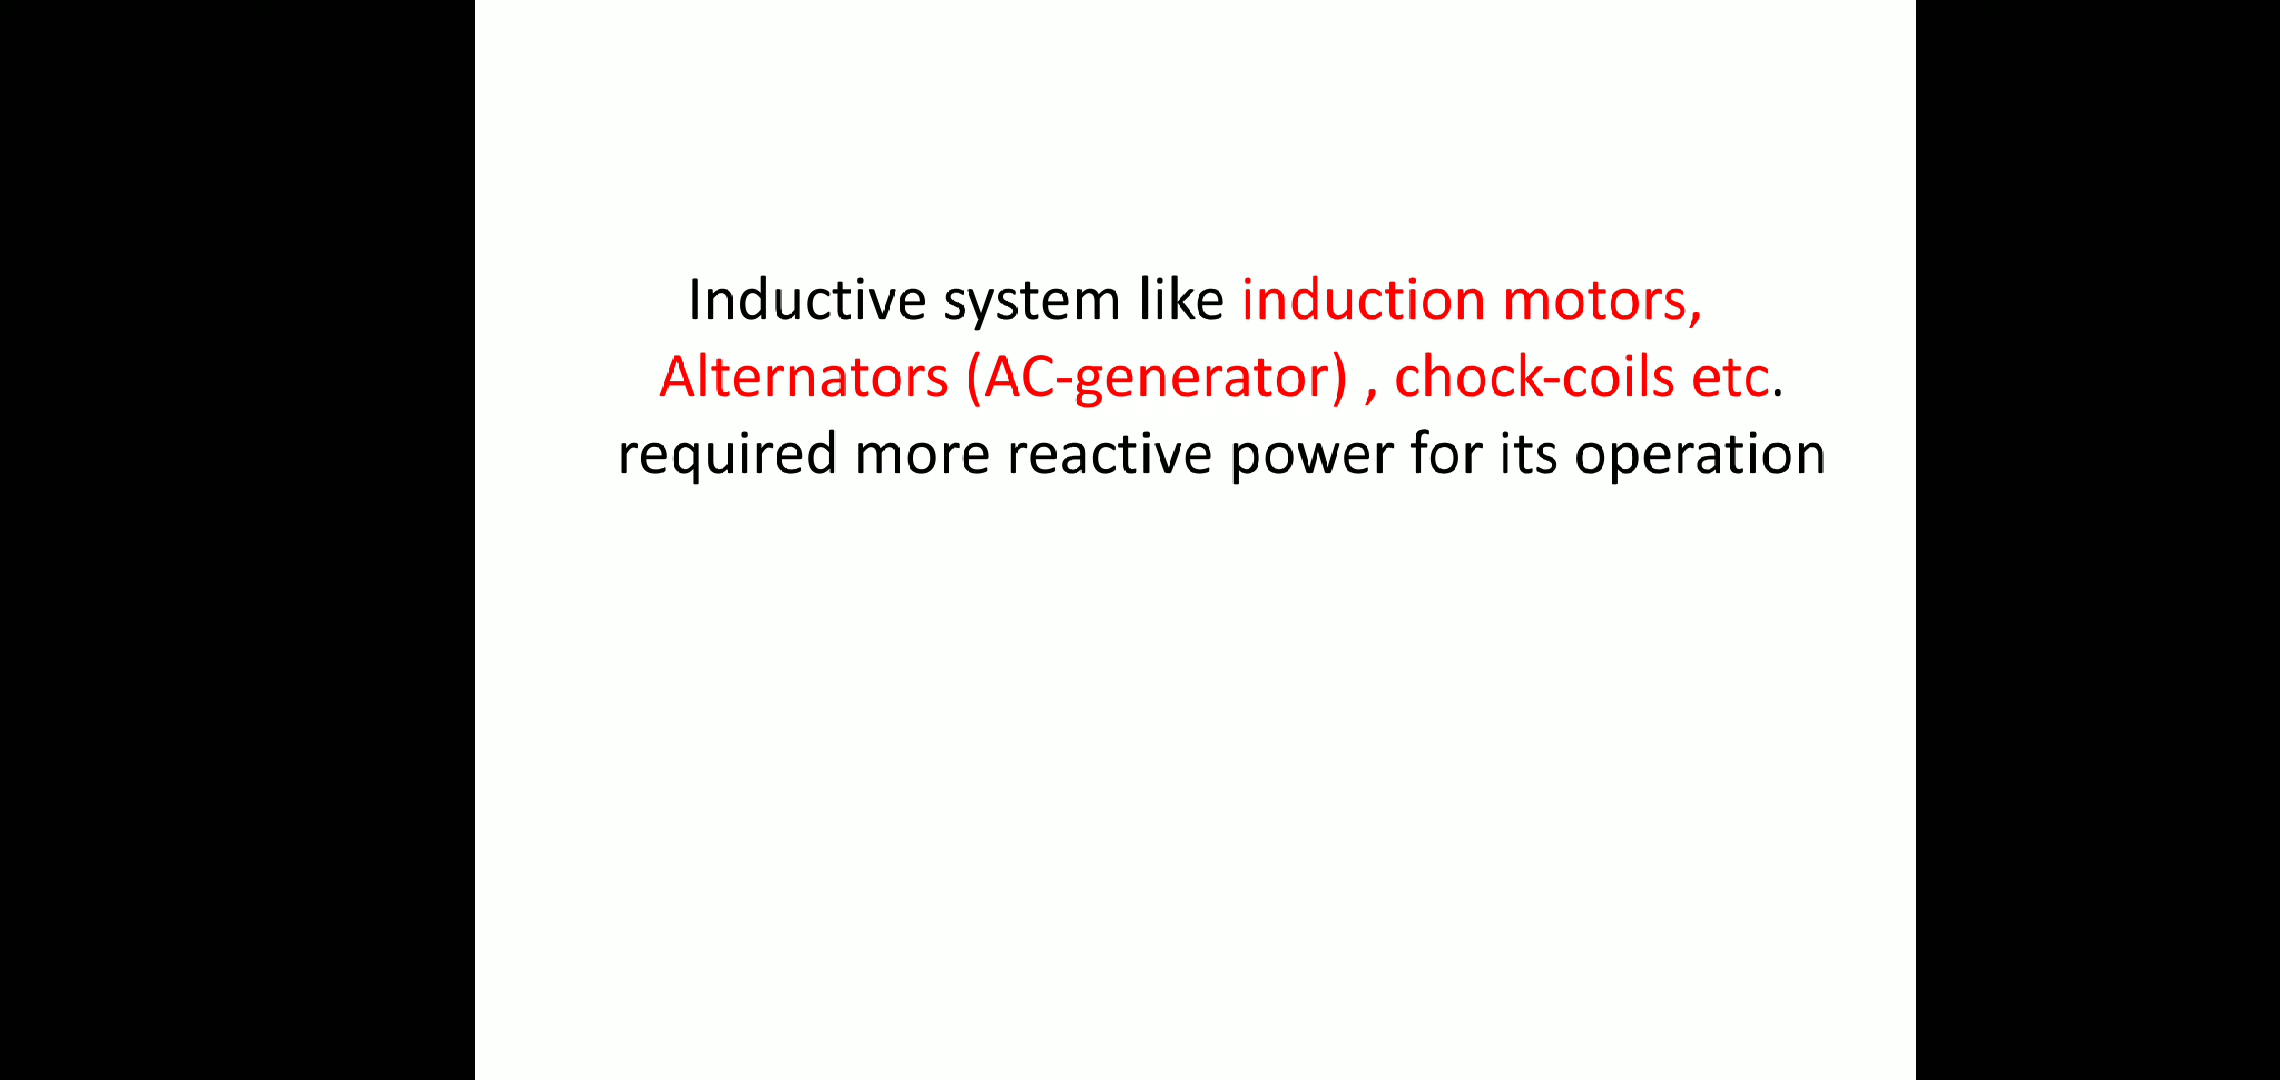 Inductive system like induction motors,
Alternators (AC-generator) , chock-coils etc.
required more reactive power for its operation